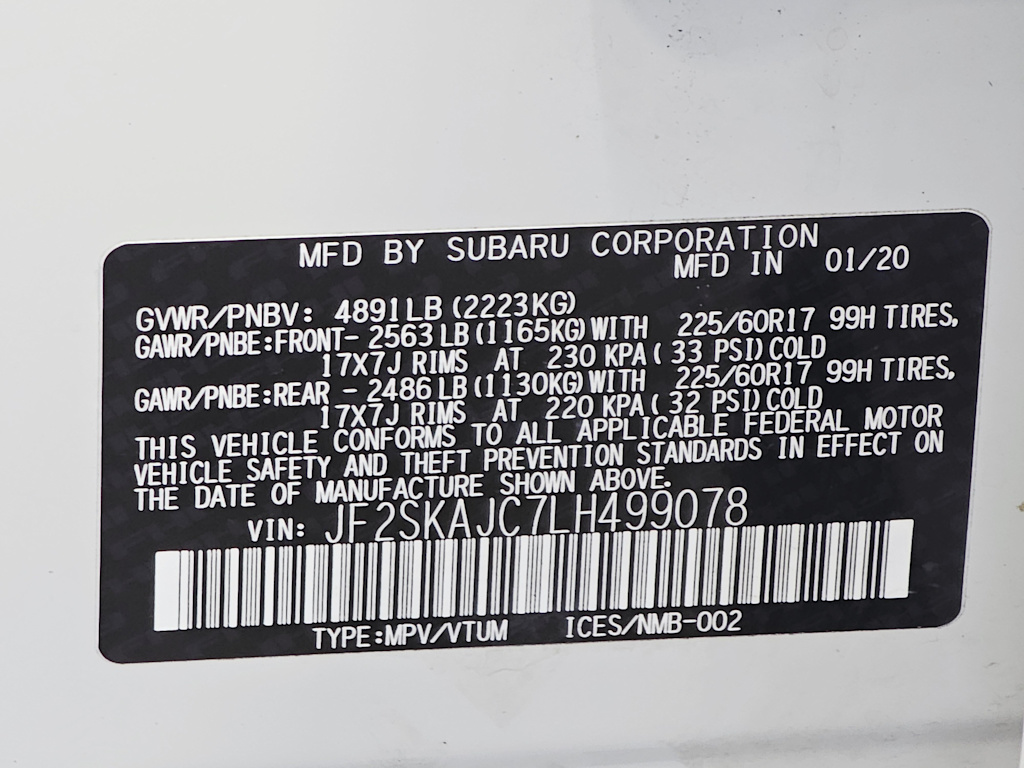 MFD BY SUBARU CORPORATION
MFD IN 01/20
GVWR/PNBV: 4891LB (2223KG)
GAWR/PNBE:FRONT- 2563 LB (1165KG) WITH 225/60R17 99H TIRES,
17X7J RIMS AT 230 KPA ( 33 PSI) COLD
GAWR/PNBE:REAR - 2486 LB (1130KG) WITH 225/60R17 99H TIRES,
17X7J RIMS AT 220 KPA ( 32 PSI) COLD
THIS VEHICLE CONFORMS TO ALL APPLICABLE FEDERAL MOTOR
VEHICLE SAFETY AND THEFT PREVENTION STANDARDS IN EFFECT ON
THE DATE OF MANUFACTURE SHOWN ABOVE.
VIN: JF2SKAJC7LH499078
TYPE:MPV/VTUM ICES/NMB-002